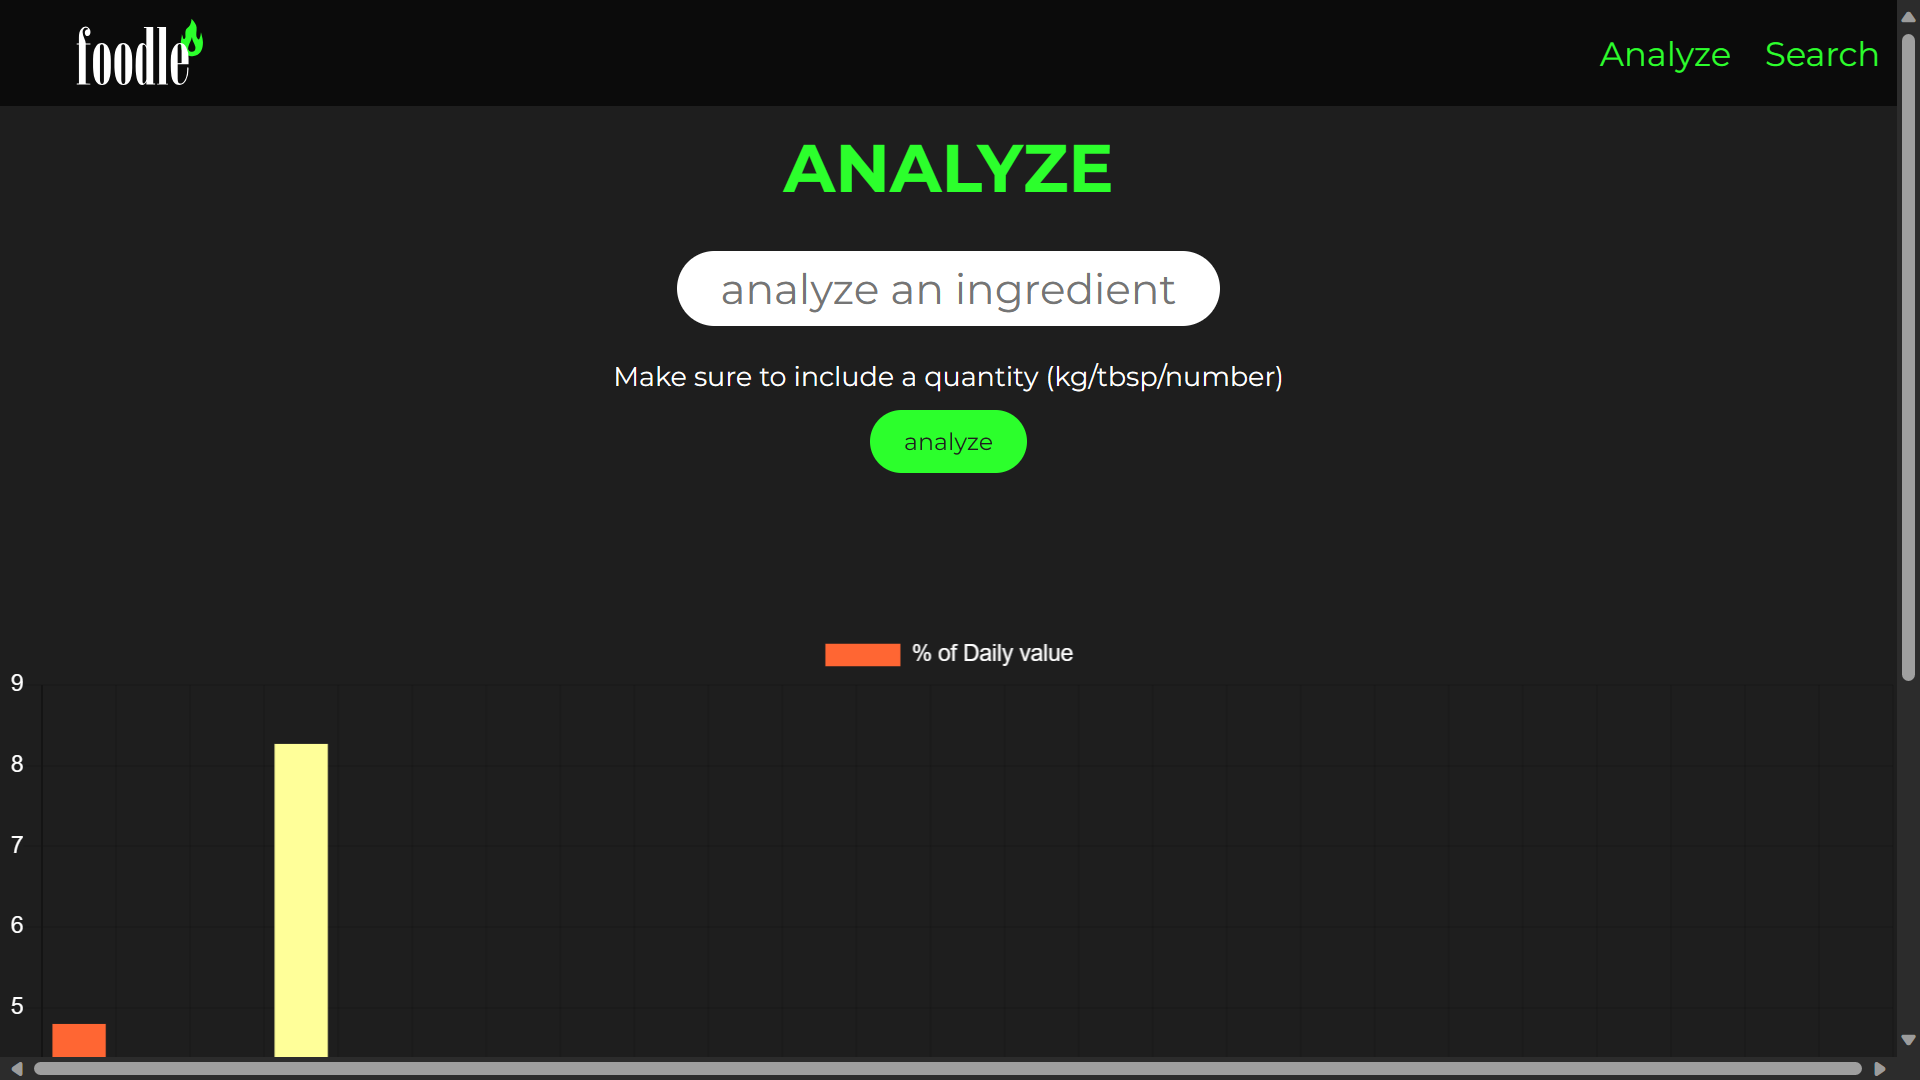 foodle
Analyze Search
ANALYZE
analyze an ingredient
Make sure to include a quantity (kg/tbsp/number)
analyze
% of Daily value
9
8
7
6
5